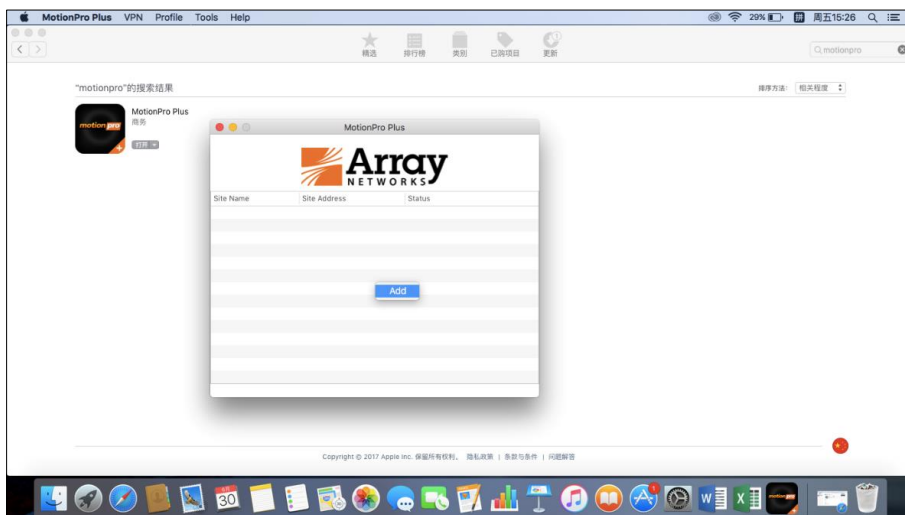 MotionPro Plus VPN Profile Tools Help 29% 周五15:26
精选 排行榜 类别 已购项目 更新 motionpro
"motionpro"的搜索结果 排序方法: 相关程度
MotionPro Plus
商务
motion pro
打开
MotionPro Plus
Array
NETWORKS
Site Name Site Address Status
Add
Copyright © 2017 Apple Inc. 保留所有权利。 隐私政策 | 条款与条件 | 问题解答
30